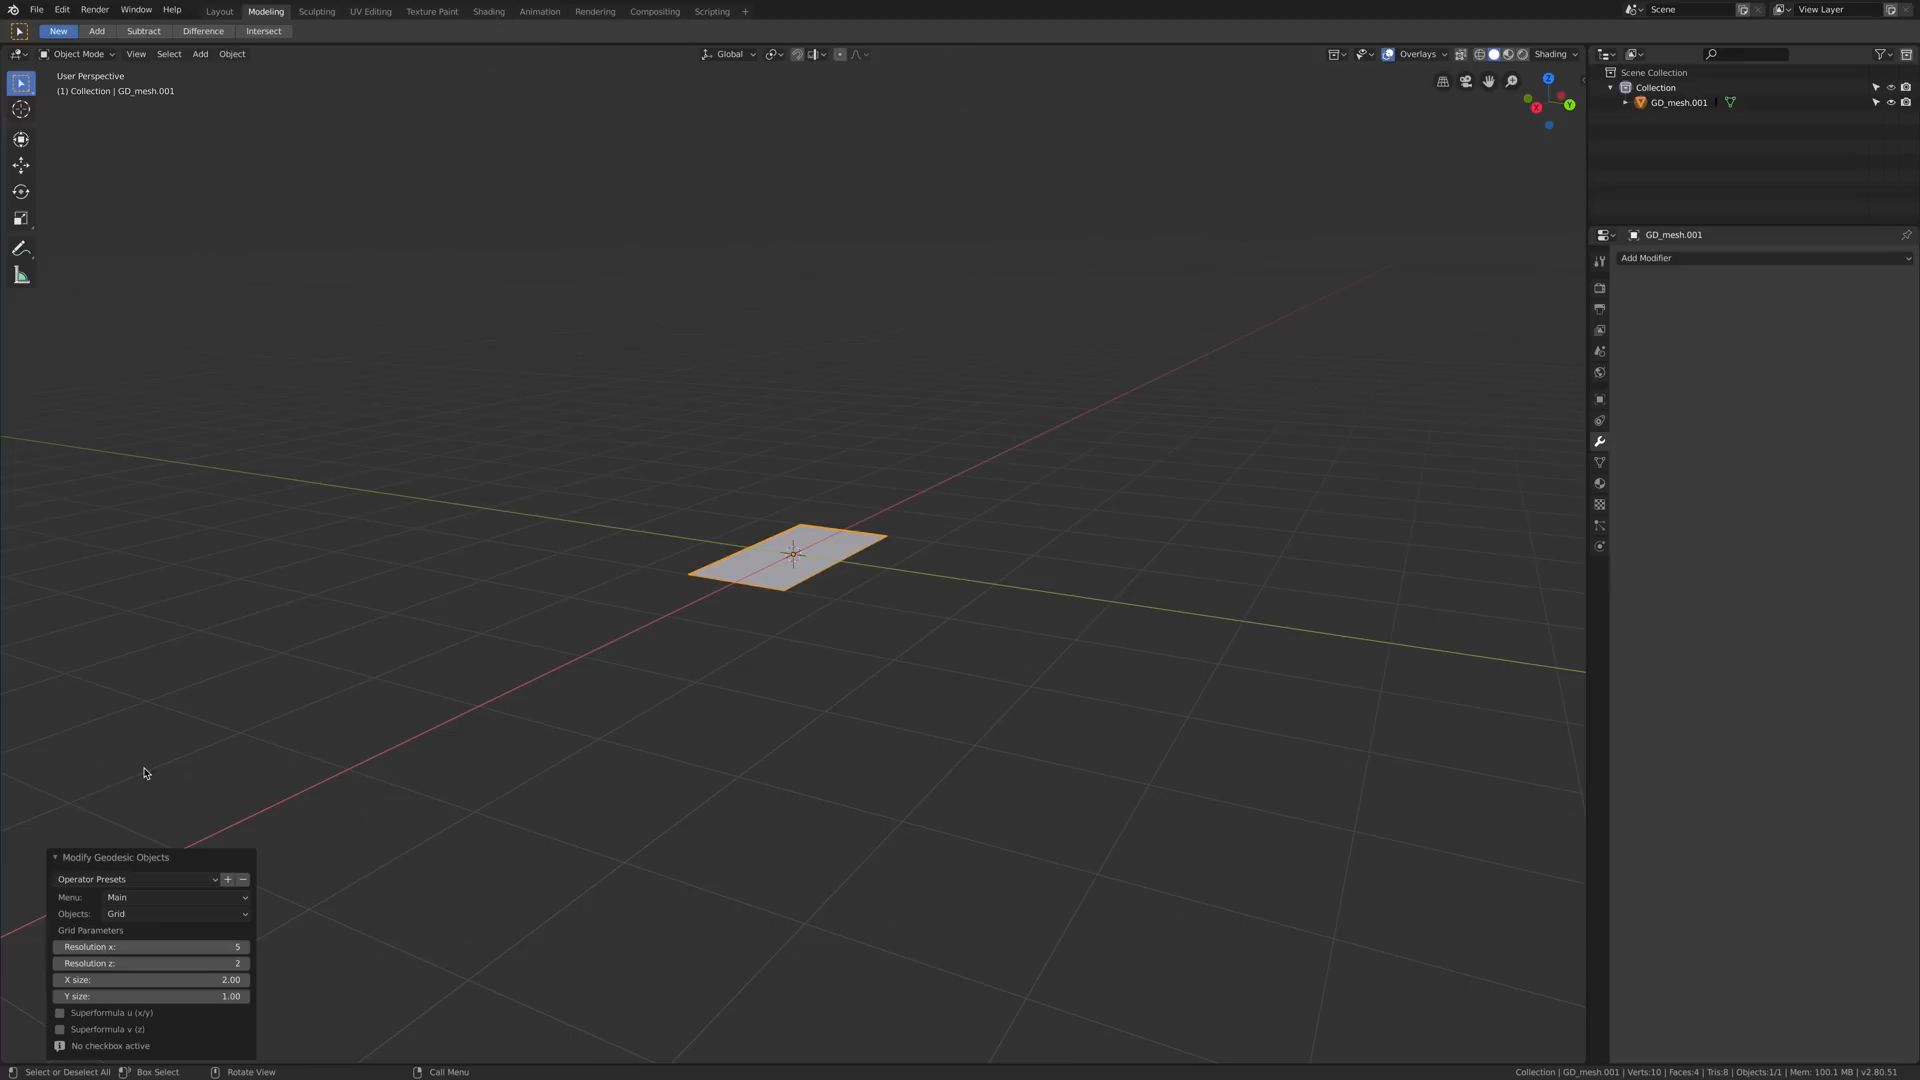 File Edit Render Window Help Layout Modeling Sculpting UV Editing Texture Paint Shading Animation Rendering Compositing Scripting + Scene View Layer
New Add Subtract Difference Intersect
Object Mode View Select Add Object Global Overlays Shading
User Perspective
(1) Collection | GD_mesh.001
Z
X Y
Scene Collection
Collection
GD_mesh.001
GD_mesh.001
Add Modifier
Modify Geodesic Objects
Operator Presets + −
Menu: Main
Objects: Grid
Grid Parameters
Resolution x: 5
Resolution z: 2
X size: 2.00
Y size: 1.00
Superformula u (x/y)
Superformula v (z)
No checkbox active
Select or Deselect All Box Select Rotate View Call Menu Collection | GD_mesh.001 | Verts:10 | Faces:4 | Tris:8 | Objects:1/1 | Mem: 100.1 MB | v2.80.51